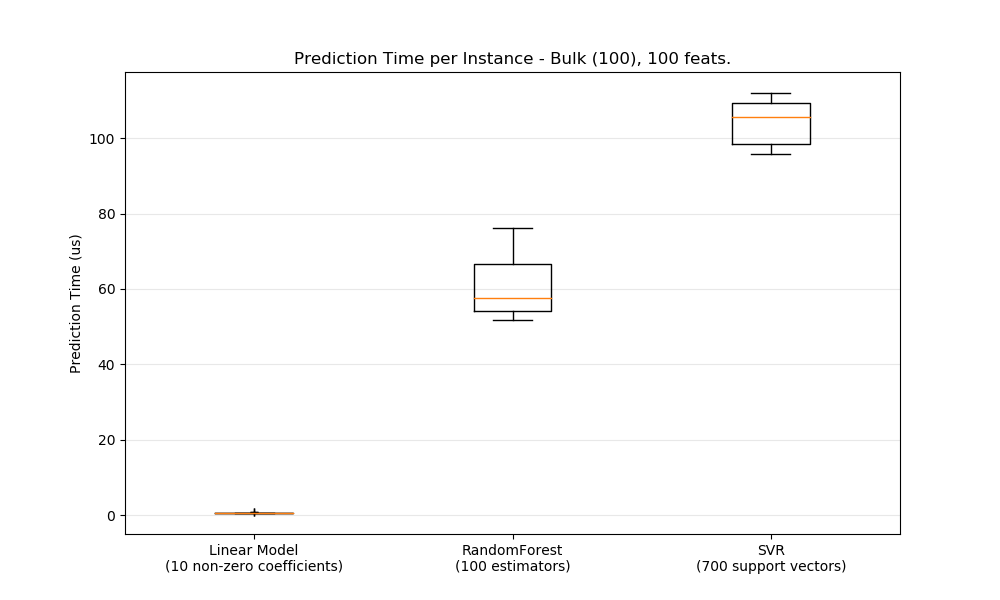 Prediction Time per Instance - Bulk (100), 100 feats.
Prediction Time (us)
100
80
60
40
20
0
Linear Model
(10 non-zero coefficients)
RandomForest
(100 estimators)
SVR
(700 support vectors)